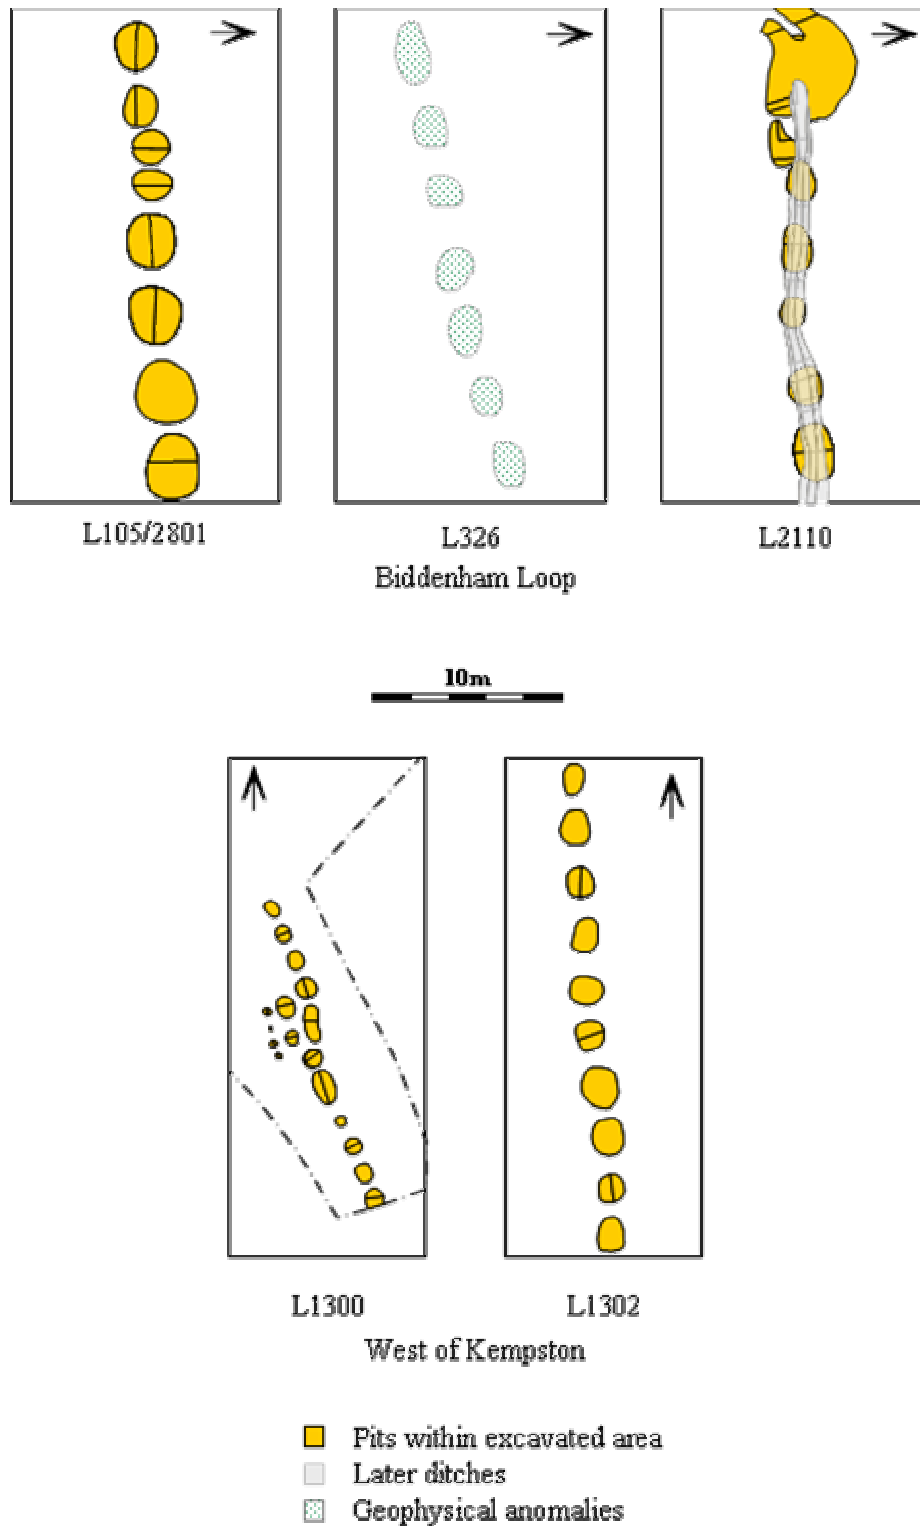 L105/2801
L326
L2110
Biddenham Loop
10m
L1300
L1302
West of Kempston
Pits within excavated area
Later ditches
Geophysical anomalies